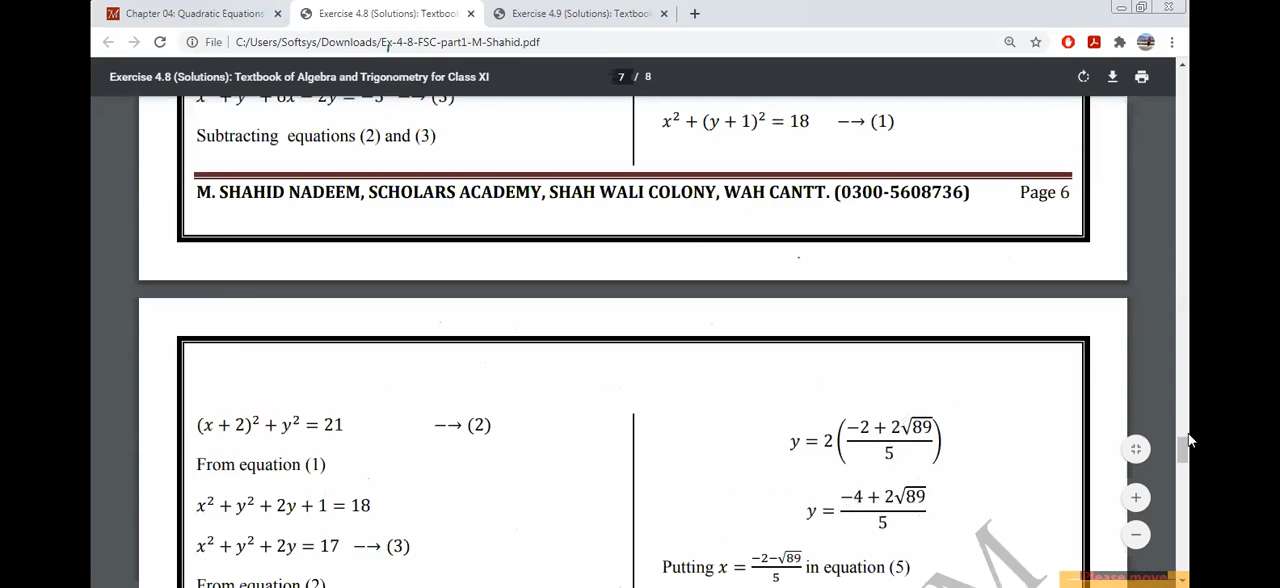 Chapter 04: Quadratic Equations
Exercise 4.8 (Solutions): Textbook
Exercise 4.9 (Solutions): Textbook
File
C:/Users/Softsys/Downloads/Ex-4-8-FSC-part1-M-Shahid.pdf
Exercise 4.8 (Solutions): Textbook of Algebra and Trigonometry for Class XI
7 / 8
Subtracting equations (2) and (3)
x² + (y + 1)² = 18 −−→ (1)
M. SHAHID NADEEM, SCHOLARS ACADEMY, SHAH WALI COLONY, WAH CANTT. (0300-5608736) Page 6
(x + 2)² + y² = 21 −−→ (2)
From equation (1)
x² + y² + 2y + 1 = 18
x² + y² + 2y = 17 −−→ (3)
From equation (2)
y = 2((−2 + 2√89)/5)
y = (−4 + 2√89)/5
Putting x = (−2−√89)/5 in equation (5)
M
Please move